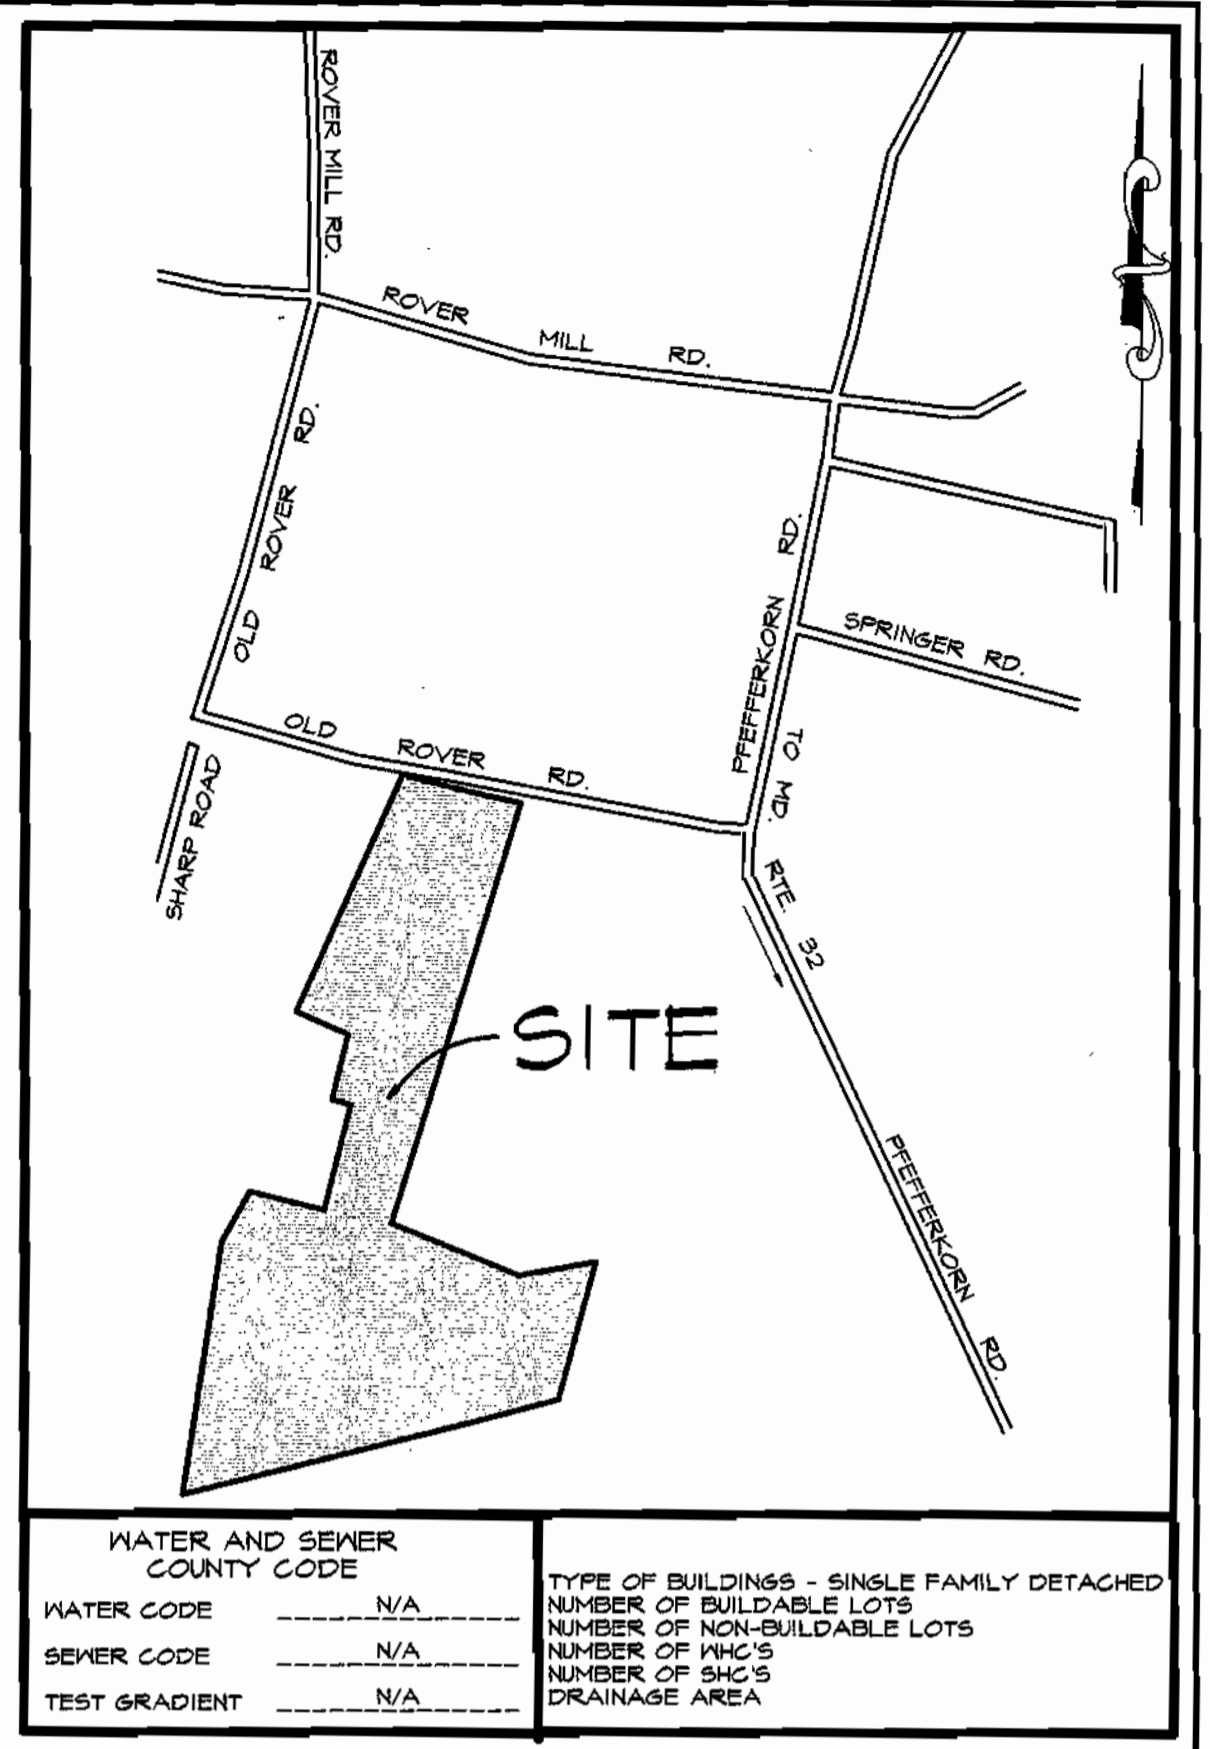 ROVER MILL RD.
ROVER MILL RD.
OLD ROVER RD.
PFEFFERKORN RD.
SPRINGER RD.
OLD ROVER RD.
TO MD. RTE. 32
SHARP ROAD
SITE
PFEFFERKORN RD.
WATER AND SEWER
COUNTY CODE
WATER CODE N/A
SEWER CODE N/A
TEST GRADIENT N/A
TYPE OF BUILDINGS - SINGLE FAMILY DETACHED
NUMBER OF BUILDABLE LOTS
NUMBER OF NON-BUILDABLE LOTS
NUMBER OF WHC'S
NUMBER OF SHC'S
DRAINAGE AREA